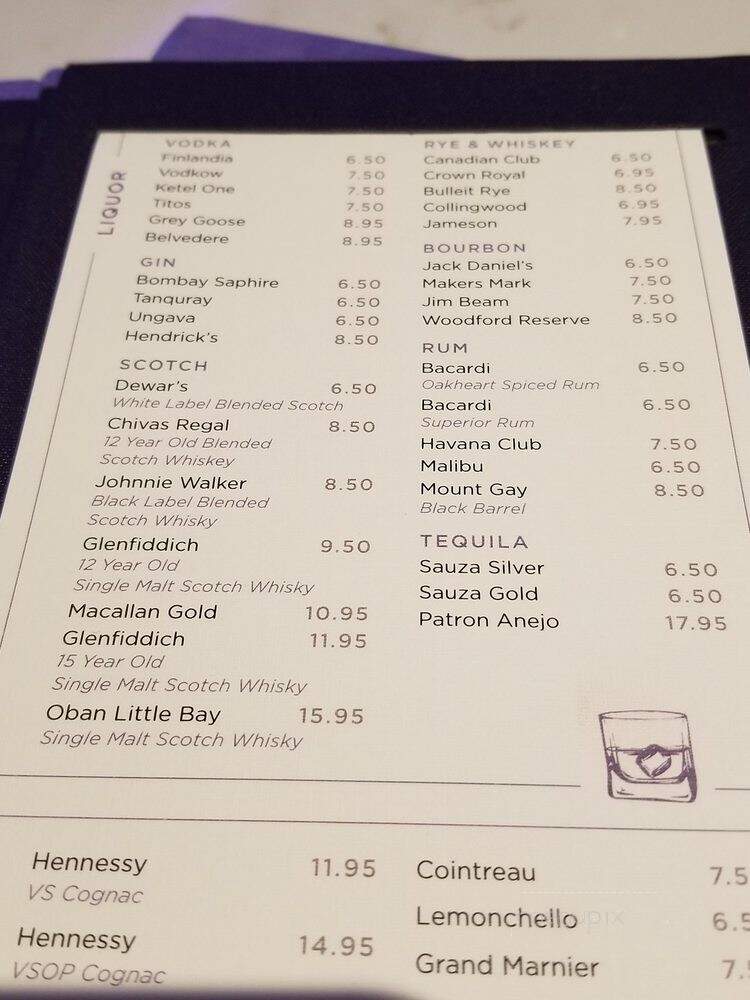 LIQUOR
VODKA
Finlandia 6.50
Vodkow 7.50
Ketel One 7.50
Titos 7.50
Grey Goose 8.95
Belvedere 8.95
GIN
Bombay Saphire 6.50
Tanquray 6.50
Ungava 6.50
Hendrick's 8.50
SCOTCH
Dewar's 6.50
White Label Blended Scotch
Chivas Regal 8.50
12 Year Old Blended
Scotch Whiskey
Johnnie Walker 8.50
Black Label Blended
Scotch Whisky
Glenfiddich 9.50
12 Year Old
Single Malt Scotch Whisky
Macallan Gold 10.95
Glenfiddich 11.95
15 Year Old
Single Malt Scotch Whisky
Oban Little Bay 15.95
Single Malt Scotch Whisky
RYE & WHISKEY
Canadian Club 6.50
Crown Royal 6.95
Bulleit Rye 8.50
Collingwood 6.95
Jameson 7.95
BOURBON
Jack Daniel's 6.50
Makers Mark 7.50
Jim Beam 7.50
Woodford Reserve 8.50
RUM
Bacardi 6.50
Oakheart Spiced Rum
Bacardi 6.50
Superior Rum
Havana Club 7.50
Malibu 6.50
Mount Gay 8.50
Black Barrel
TEQUILA
Sauza Silver 6.50
Sauza Gold 6.50
Patron Anejo 17.95
Hennessy 11.95
VS Cognac
Hennessy 14.95
VSOP Cognac
Cointreau 7.5
Lemonchello 6.5
Grand Marnier 7.